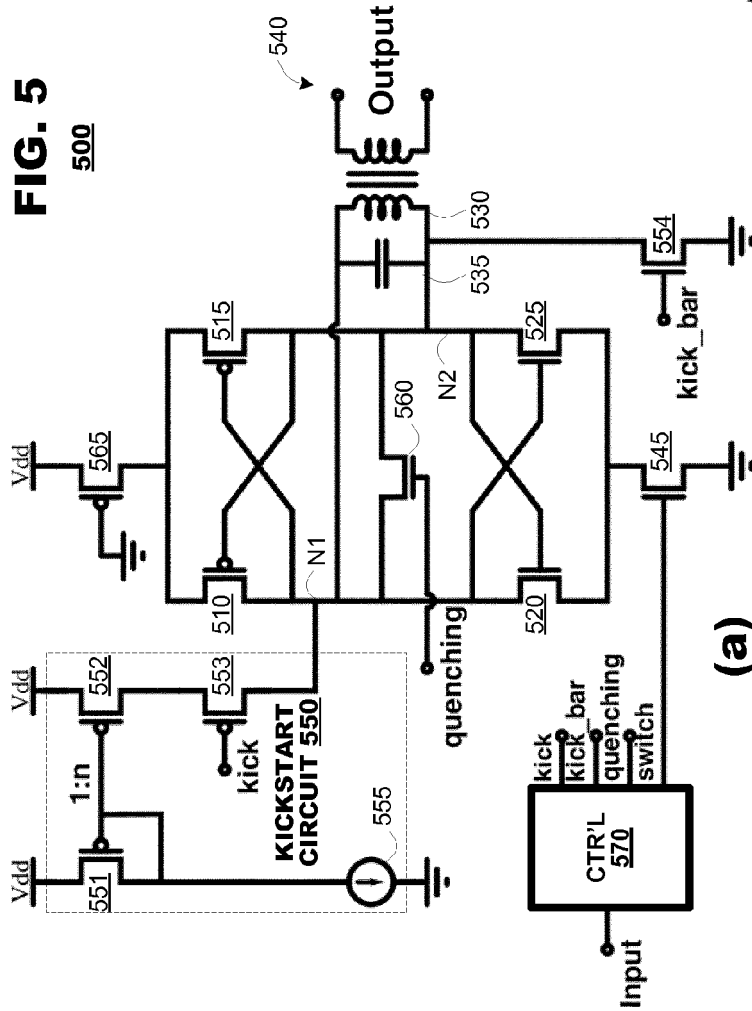 FIG. 5
500
540
Output
530
535
Vdd
565
515
510
N1
N2
560
525
520
545
554
kick_bar
quenching
Vdd
552
553
kick
1:n
Vdd
551
KICKSTART
CIRCUIT 550
555
kick
kick_bar
quenching
switch
CTR'L
570
Input
(a)